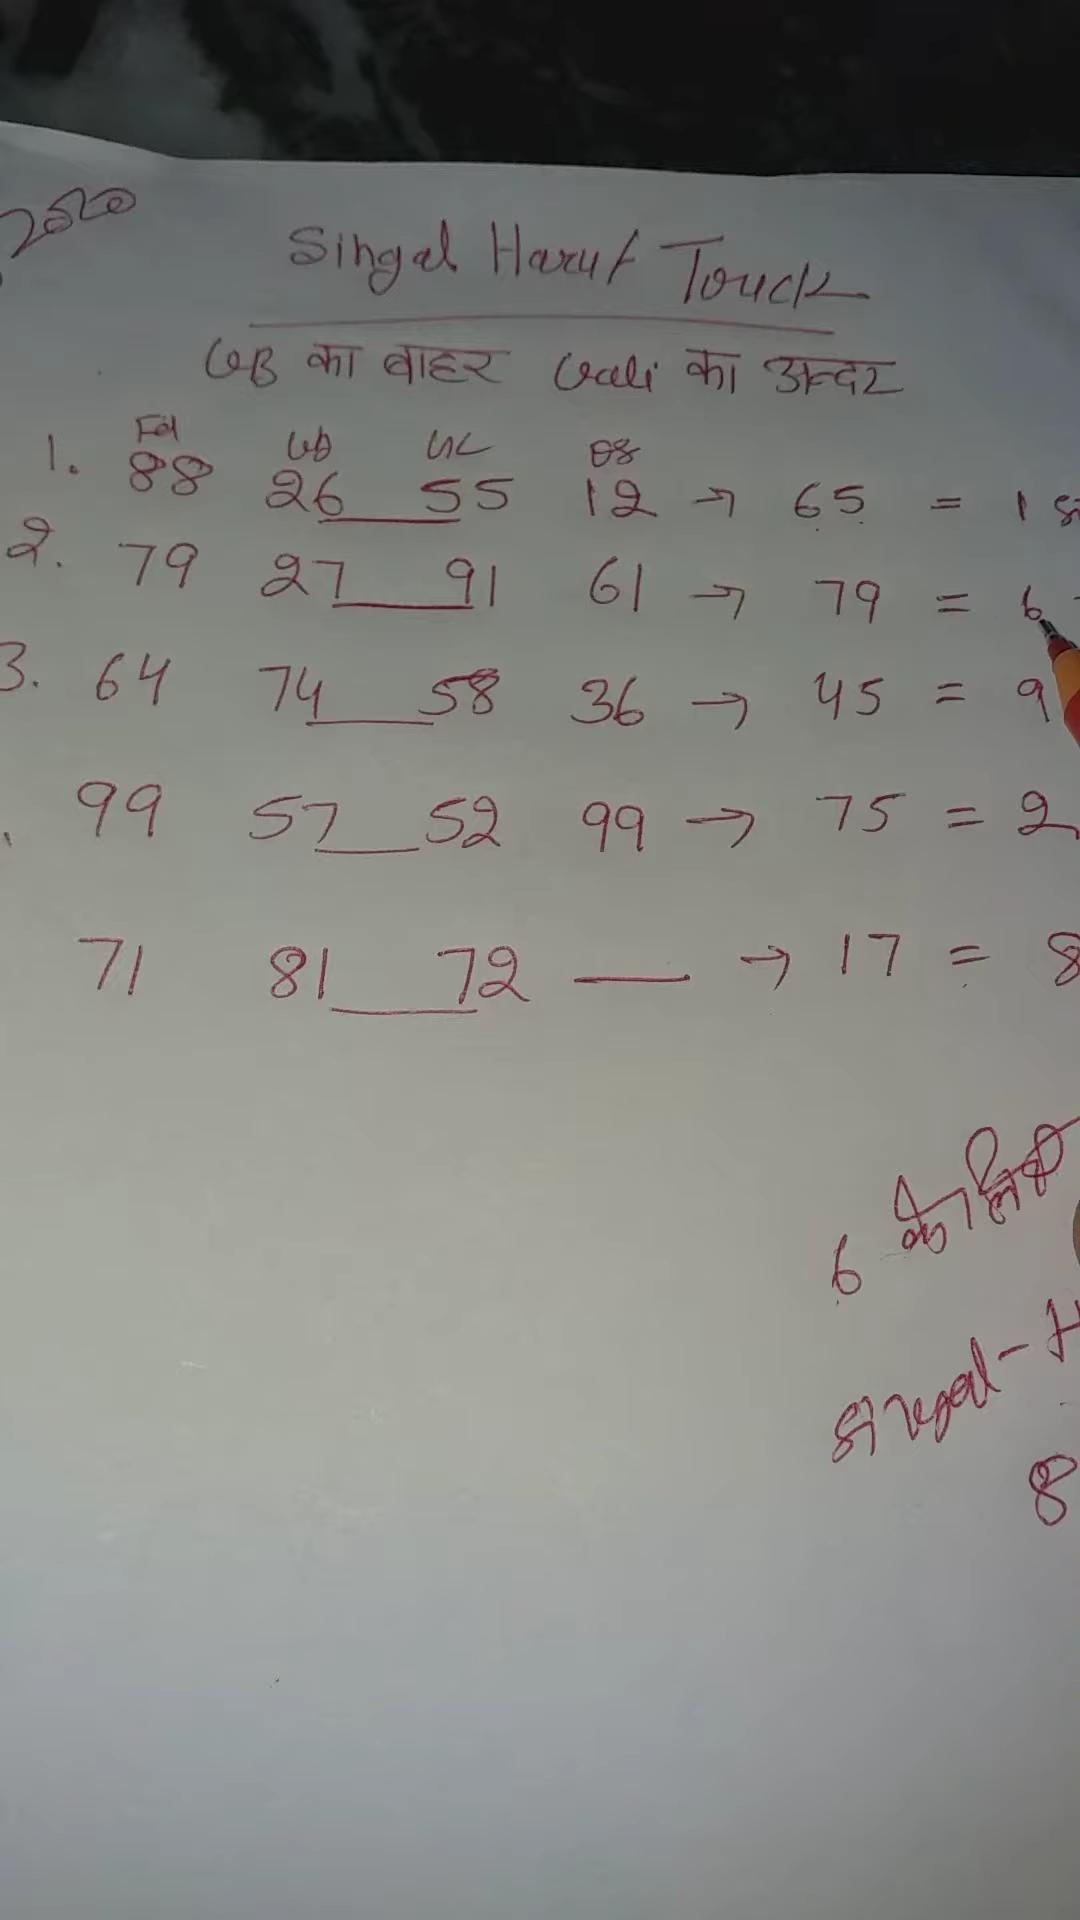 Singal Haruf Touch
GB का बाहर Gali का अन्दर
Fd GB GL DS
1. 88 26 55 12 → 65 = 1
2. 79 27 91 61 → 79 = 6
3. 64 74 58 36 → 45 = 9
99 57 52 99 → 75 = 2
71 81 72 — → 17 = 8
6 के लिए
8